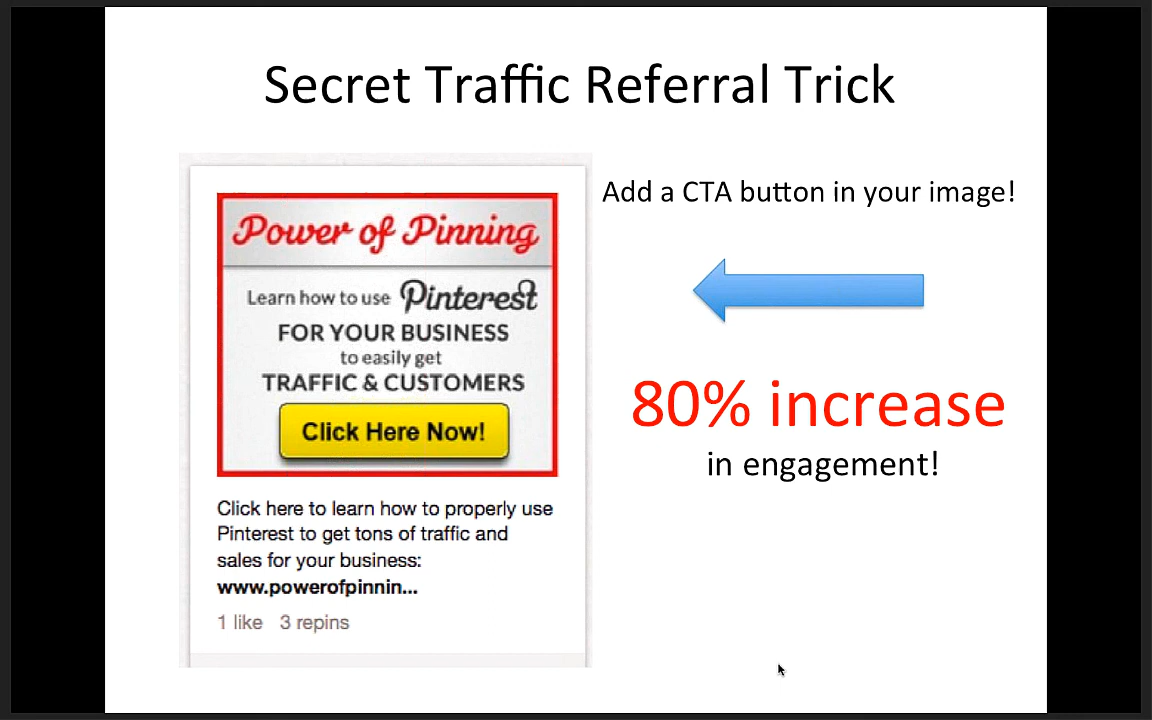 Secret Traffic Referral Trick
Add a CTA button in your image!
Power of Pinning
Learn how to use Pinterest
FOR YOUR BUSINESS
to easily get
TRAFFIC & CUSTOMERS
Click Here Now!
80% increase
in engagement!
Click here to learn how to properly use
Pinterest to get tons of traffic and
sales for your business:
www.powerofpinnin...
1 like 3 repins